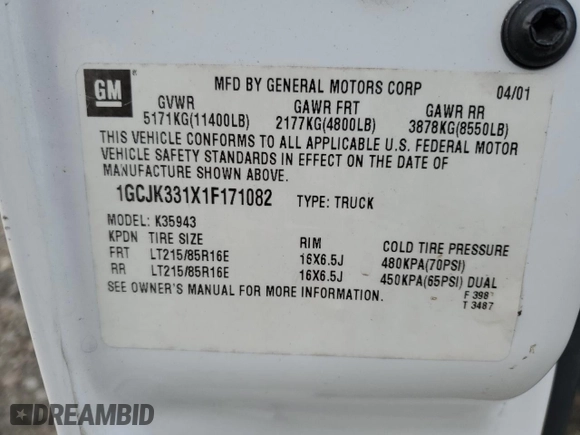 GM
MFD BY GENERAL MOTORS CORP 04/01
GVWR GAWR FRT GAWR RR
5171KG(11400LB) 2177KG(4800LB) 3878KG(8550LB)
THIS VEHICLE CONFORMS TO ALL APPLICABLE U.S. FEDERAL MOTOR
VEHICLE SAFETY STANDARDS IN EFFECT ON THE DATE OF
MANUFACTURE SHOWN ABOVE.
1GCJK331X1F171082 TYPE: TRUCK
MODEL: K35943
KPDN TIRE SIZE RIM COLD TIRE PRESSURE
FRT LT215/85R16E 16X6.5J 480KPA(70PSI)
RR LT215/85R16E 16X6.5J 450KPA(65PSI) DUAL
SEE OWNER'S MANUAL FOR MORE INFORMATION.
F
T 3487
DREAMBID